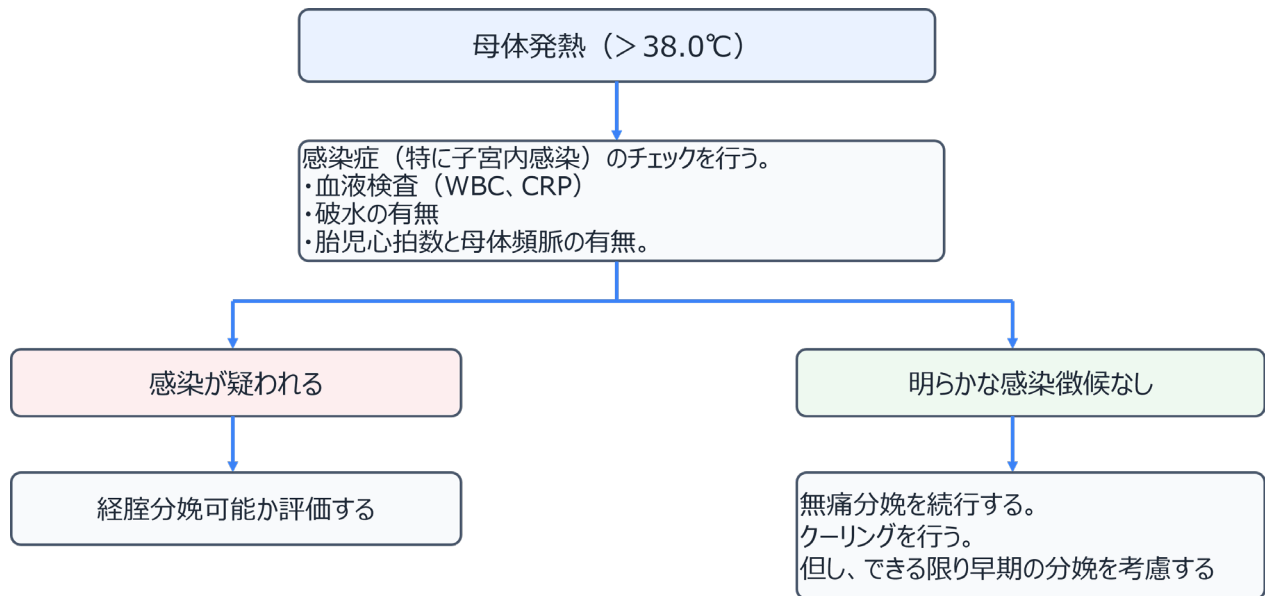 母体発熱（＞38.0℃）
感染症（特に子宮内感染）のチェックを行う。
・血液検査（WBC、CRP）
・破水の有無
・胎児心拍数と母体頻脈の有無。
感染が疑われる
明らかな感染徴候なし
経腟分娩可能か評価する
無痛分娩を続行する。
クーリングを行う。
但し、できる限り早期の分娩を考慮する